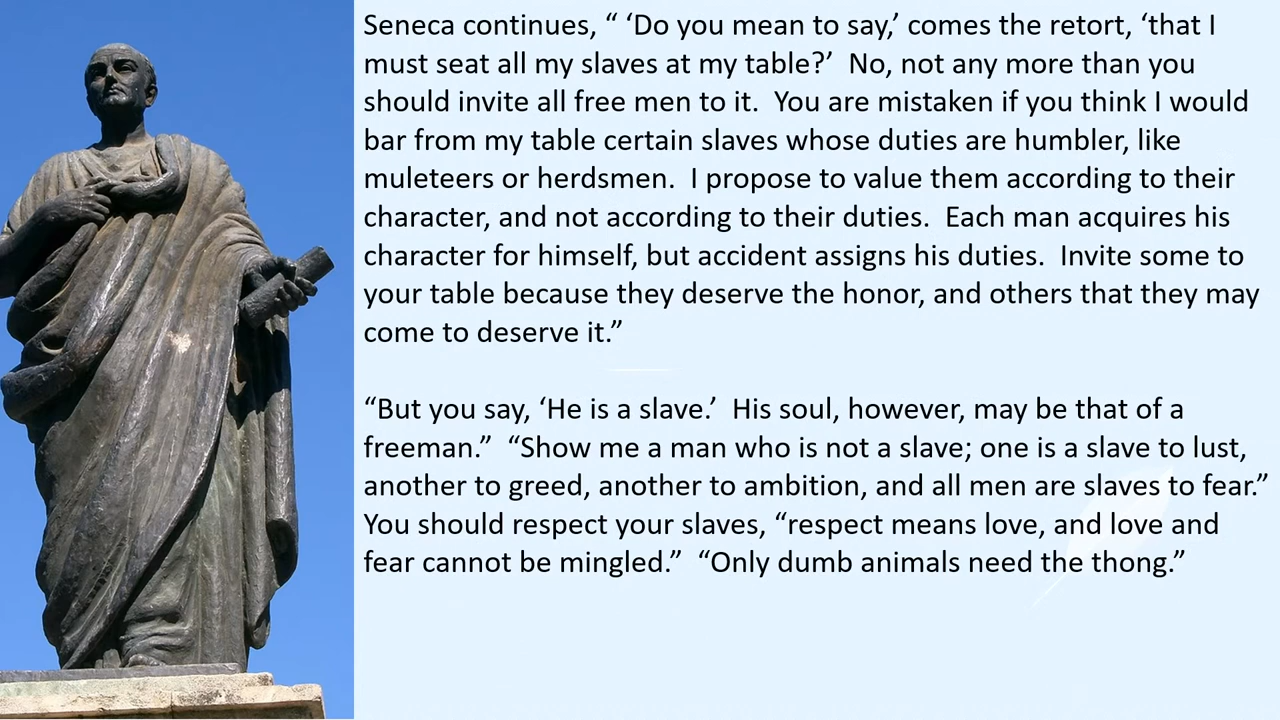 Seneca continues, “ ‘Do you mean to say,’ comes the retort, ‘that I
must seat all my slaves at my table?’  No, not any more than you
should invite all free men to it.  You are mistaken if you think I would
bar from my table certain slaves whose duties are humbler, like
muleteers or herdsmen.  I propose to value them according to their
character, and not according to their duties.  Each man acquires his
character for himself, but accident assigns his duties.  Invite some to
your table because they deserve the honor, and others that they may
come to deserve it.”
“But you say, ‘He is a slave.’  His soul, however, may be that of a
freeman.”  “Show me a man who is not a slave; one is a slave to lust,
another to greed, another to ambition, and all men are slaves to fear.”
You should respect your slaves, “respect means love, and love and
fear cannot be mingled.”  “Only dumb animals need the thong.”